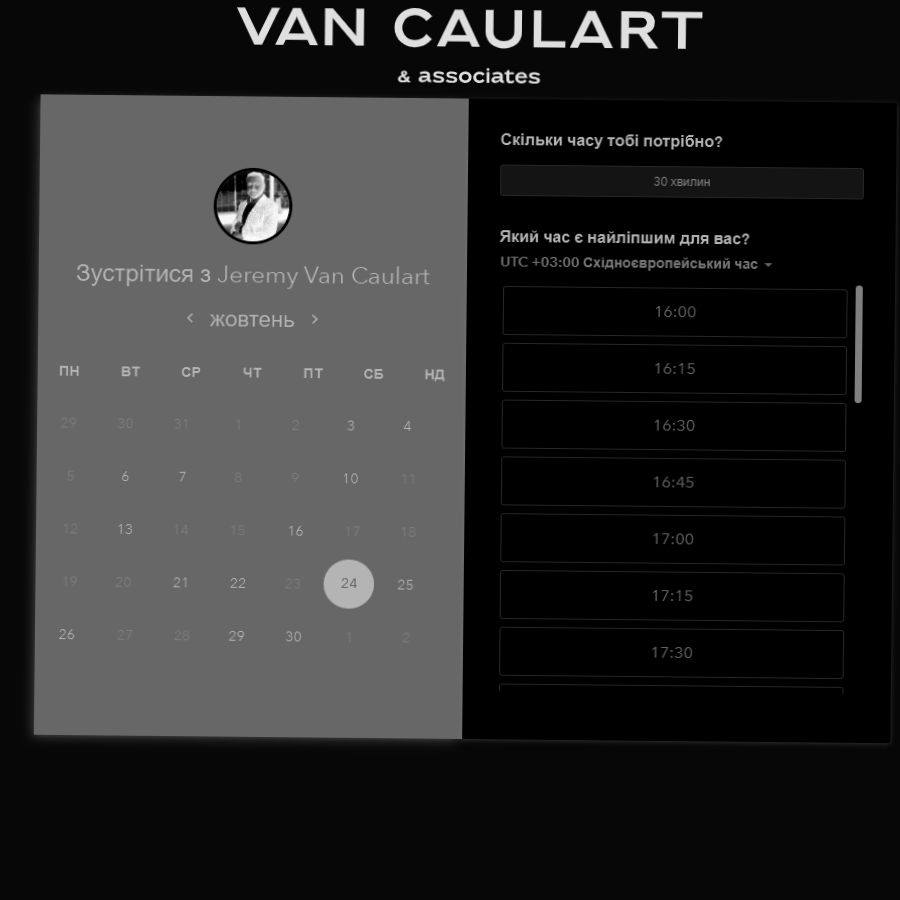 VAN CAULART
& associates
Зустрітися з Jeremy Van Caulart
жовтень
ПН ВТ СР ЧТ ПТ СБ НД
29 30 31 1 2 3 4
5 6 7 8 9 10 11
12 13 14 15 16 17 18
19 20 21 22 23 24 25
26 27 28 29 30 1 2
Скільки часу тобі потрібно?
30 хвилин
Який час є найліпшим для вас?
UTC +03:00 Східноєвропейський час
16:00
16:15
16:30
16:45
17:00
17:15
17:30